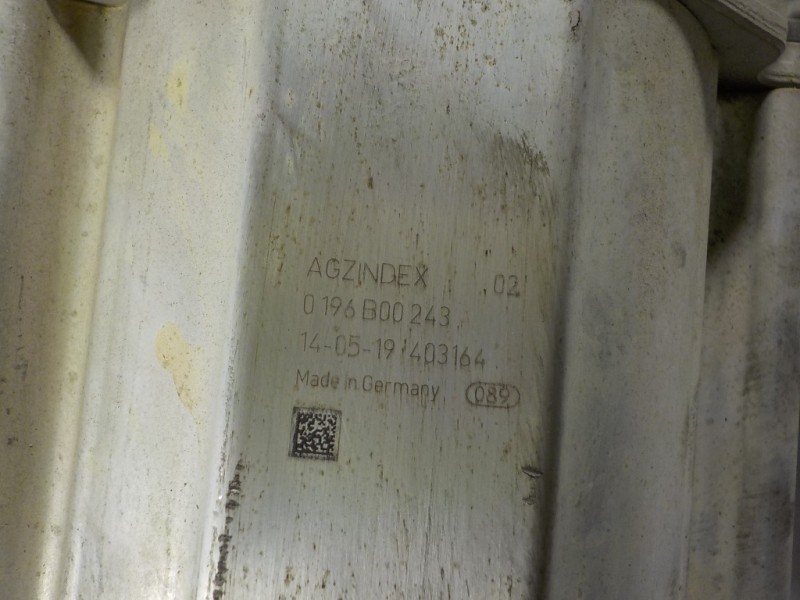 AGZINDEX 02
0 196 B00 243
14-05-19/403164
Made in Germany 089